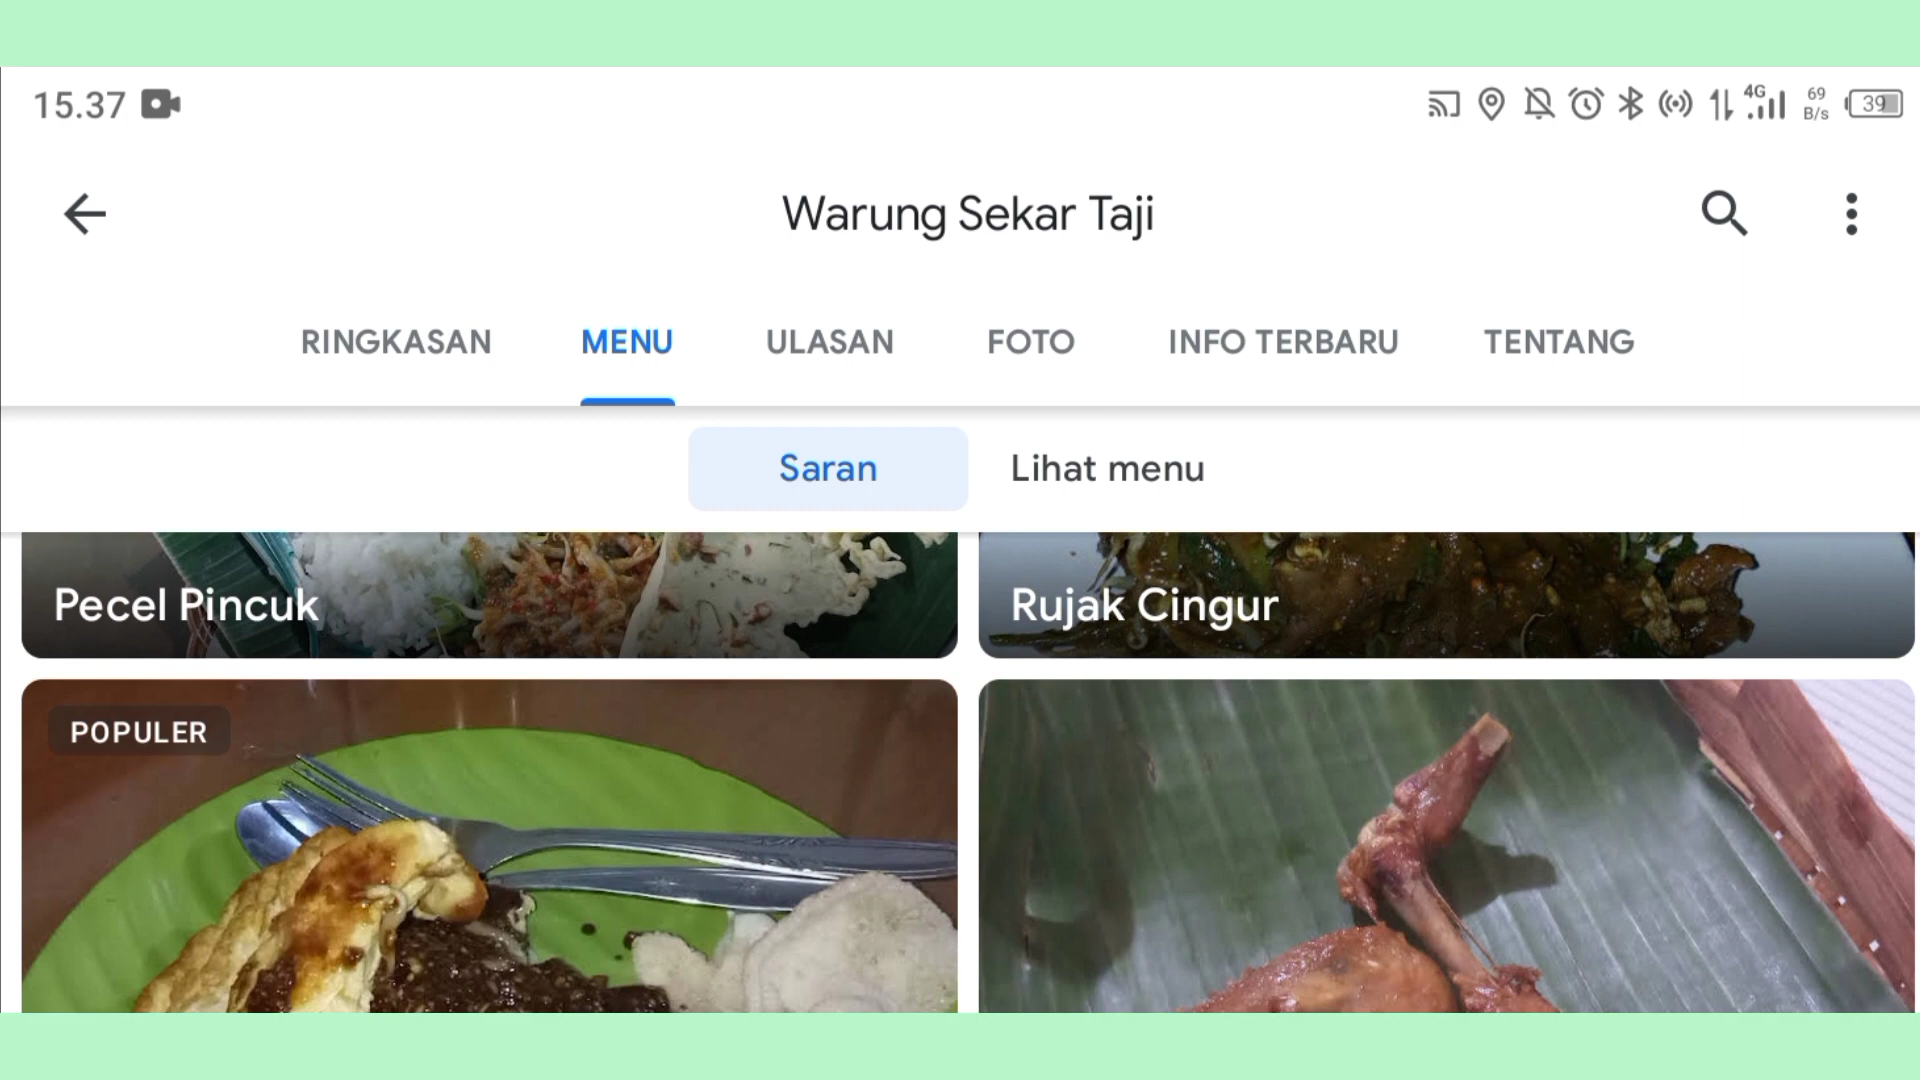 15.37
4G
69
B/s
39
Warung Sekar Taji
RINGKASAN MENU ULASAN FOTO INFO TERBARU TENTANG
Saran Lihat menu
Pecel Pincuk
Rujak Cingur
POPULER